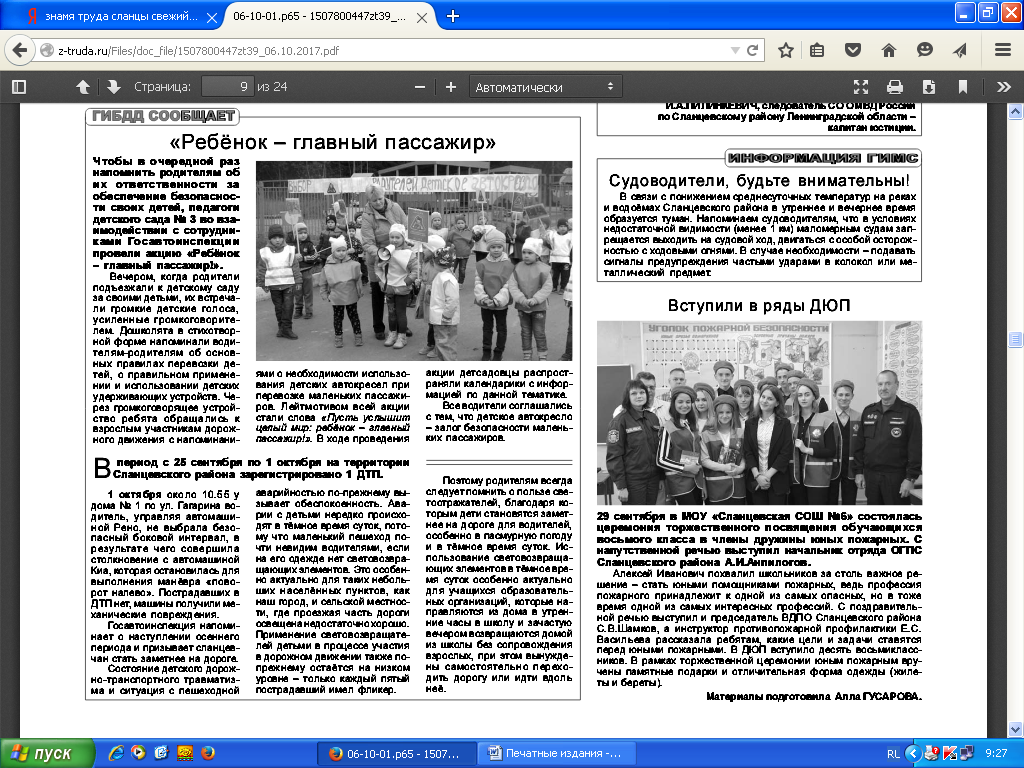 знамя труда сланцы свежий...
06-10-01.p65 - 1507800447zt39_...
z-truda.ru/Files/doc_file/1507800447zt39_06.10.2017.pdf
Страница: 9 из 24
Автоматически
ГИБДД СООБЩАЕТ
«Ребёнок – главный пассажир»
Чтобы в очередной раз
напомнить родителям об
их ответственности за
обеспечение безопаснос-
ти своих детей, педагоги
детского сада № 3 во вза-
имодействии с сотрудни-
ками Госавтоинспекции
провели акцию «Ребёнок
– главный пассажир!».
Вечером, когда родители
подъезжали к детскому саду
за своими детьми, их встреча-
ли громкие детские голоса,
усиленные громкоговорите-
лем. Дошколята в стихотвор-
ной форме напоминали води-
телям-родителям об основ-
ных правилах перевозки де-
тей, о правильном примене-
нии и использовании детских
удерживающих устройств. Че-
рез громкоговорящее устрой-
ство ребята обращались к
взрослым участникам дорож-
ного движения с напоминани-
ями о необходимости использо-
вания детских автокресел при
перевозке маленьких пассажи-
ров. Лейтмотивом всей акции
стали слова «Пусть услышит
целый мир: ребёнок – главный
пассажир!». В ходе проведения
акции детсадовцы распрост-
раняли календарики с инфор-
мацией по данной тематике.
Все водители соглашались
с тем, что детское автокресло
– залог безопасности малень-
ких пассажиров.
В период с 25 сентября по 1 октября на территории
Сланцевского района зарегистрировано 1 ДТП.
1 октября около 10.55 у
дома № 1 по ул. Гагарина во-
дитель, управляя автомаши-
ной Рено, не выбрала безо-
пасный боковой интервал, в
результате чего совершила
столкновение с автомашиной
Киа, которая остановилась для
выполнения манёвра «пово-
рот налево». Пострадавших в
ДТП нет, машины получили ме-
ханические повреждения.
Госавтоинспекция напоми-
нает о наступлении осеннего
периода и призывает сланцев-
чан стать заметнее на дороге.
Состояние детского дорож-
но-транспортного травматиз-
ма и ситуация с пешеходной
аварийностью по-прежнему вы-
зывает обеспокоенность. Ава-
рии с детьми нередко происхо-
дят в тёмное время суток, пото-
му что маленький пешеход по-
чти невидим водителями, если
на его одежде нет световозвра-
щающих элементов. Это особен-
но актуально для таких неболь-
ших населённых пунктов, как
наш город, и сельской местнос-
ти, где проезжая часть дороги
освещена недостаточно хорошо.
Применение световозвращате-
лей детьми в процессе участия
в дорожном движении также по-
прежнему остаётся на низком
уровне – только каждый пятый
пострадавший имел фликер.
Поэтому родителям всегда
следует помнить о пользе све-
тоотражателей, благодаря ко-
торым дети становятся замет-
нее на дороге для водителей,
особенно в пасмурную погоду
и в тёмное время суток. Ис-
пользование световозвраща-
ющих элементов в тёмное вре-
мя суток особенно актуально
для учащихся образователь-
ных организаций, которые на-
правляются из дома в утрен-
ние часы в школу и зачастую
вечером возвращаются домой
из школы без сопровождения
взрослых, при этом вынужде-
ны самостоятельно перехо-
дить дорогу или идти вдоль
неё.
И.А.ПИТИНКЕВИЧ, следователь СО ОМВД России
по Сланцевскому району Ленинградской области –
капитан юстиции.
ИНФОРМАЦИЯ ГИМС
Судоводители, будьте внимательны!
В связи с понижением среднесуточных температур на реках
и водоёмах Сланцевского района в утреннее и вечернее время
образуется туман. Напоминаем судоводителям, что в условиях
недостаточной видимости (менее 1 км) маломерным судам зап-
рещается выходить на судовой ход, двигаться с особой осторож-
ностью с ходовыми огнями. В случае необходимости – подавать
сигналы предупреждения частыми ударами в колокол или ме-
таллический предмет.
Вступили в ряды ДЮП
Уголок пожарной безопасности
29 сентября в МОУ «Сланцевская СОШ №6» состоялась
церемония торжественного посвящения обучающихся
восьмого класса в члены дружины юных пожарных. С
напутственной речью выступил начальник отряда ОГПС
Сланцевского района А.И.Анпилогов.
Алексей Иванович похвалил школьников за столь важное ре-
шение – стать юными помощниками пожарных, ведь профессия
пожарного принадлежит к одной из самых опасных, но в тоже
время одной из самых интересных профессий. С поздравитель-
ной речью выступил и председатель ВДПО Сланцевского района
С.В.Шамков, а инструктор противопожарной профилактики Е.С.
Васильева рассказала ребятам, какие цели и задачи ставятся
перед юными пожарными. В ДЮП вступило десять восьмиклас-
сников. В рамках торжественной церемонии юным пожарным вру-
чены памятные подарки и отличительная форма одежды (жиле-
ты и береты).
Материалы подготовила Алла ГУСАРОВА.
пуск
06-10-01.p65 - 1507...
Печатные издания -...
RL
9:27